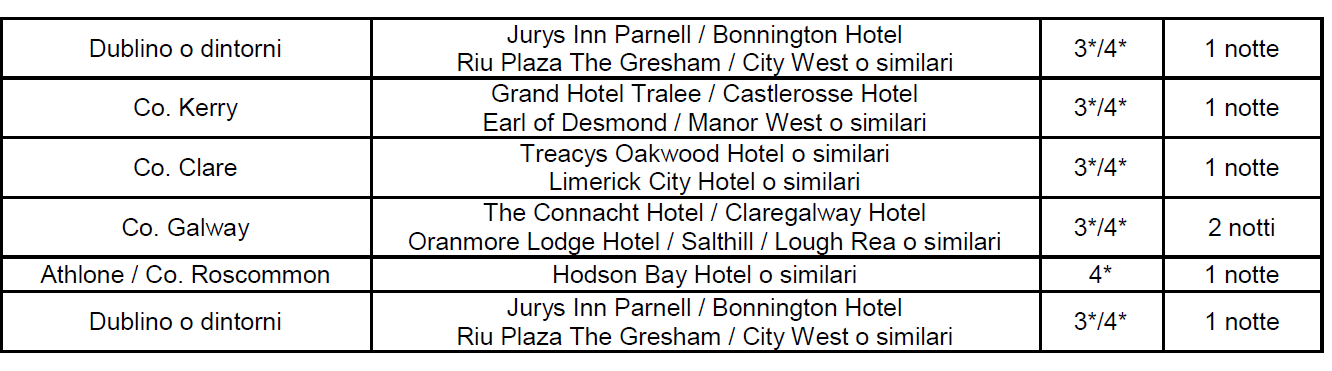 Dublino o dintorni
Jurys Inn Parnell / Bonnington Hotel
Riu Plaza The Gresham / City West o similari
3*/4*
1 notte
Co. Kerry
Grand Hotel Tralee / Castlerosse Hotel
Earl of Desmond / Manor West o similari
3*/4*
1 notte
Co. Clare
Treacys Oakwood Hotel o similari
Limerick City Hotel o similari
3*/4*
1 notte
Co. Galway
The Connacht Hotel / Claregalway Hotel
Oranmore Lodge Hotel / Salthill / Lough Rea o similari
3*/4*
2 notti
Athlone / Co. Roscommon
Hodson Bay Hotel o similari
4*
1 notte
Dublino o dintorni
Jurys Inn Parnell / Bonnington Hotel
Riu Plaza The Gresham / City West o similari
3*/4*
1 notte